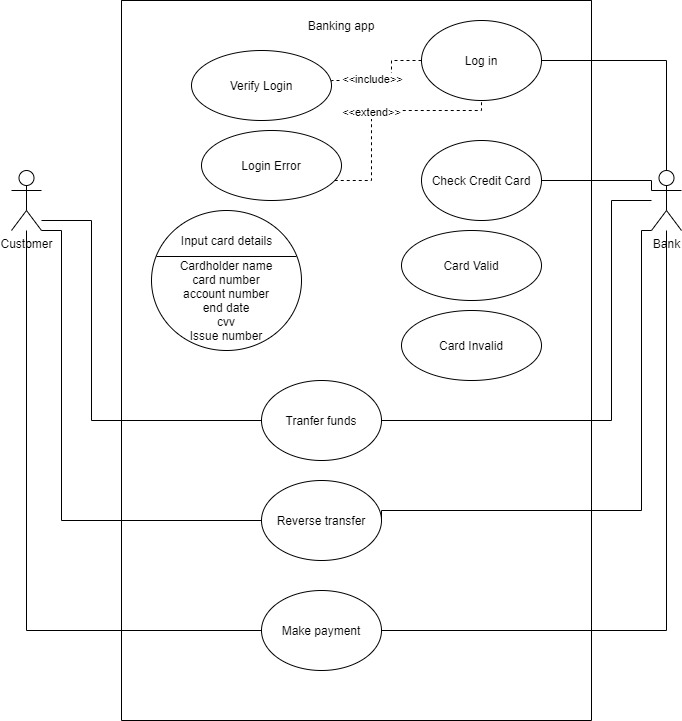 Banking app
Log in
Verify Login
<<include>>
<<extend>>
Login Error
Check Credit Card
Customer
Input card details
Cardholder name
card number
account number
end date
cvv
Issue number
Bank
Card Valid
Card Invalid
Tranfer funds
Reverse transfer
Make payment